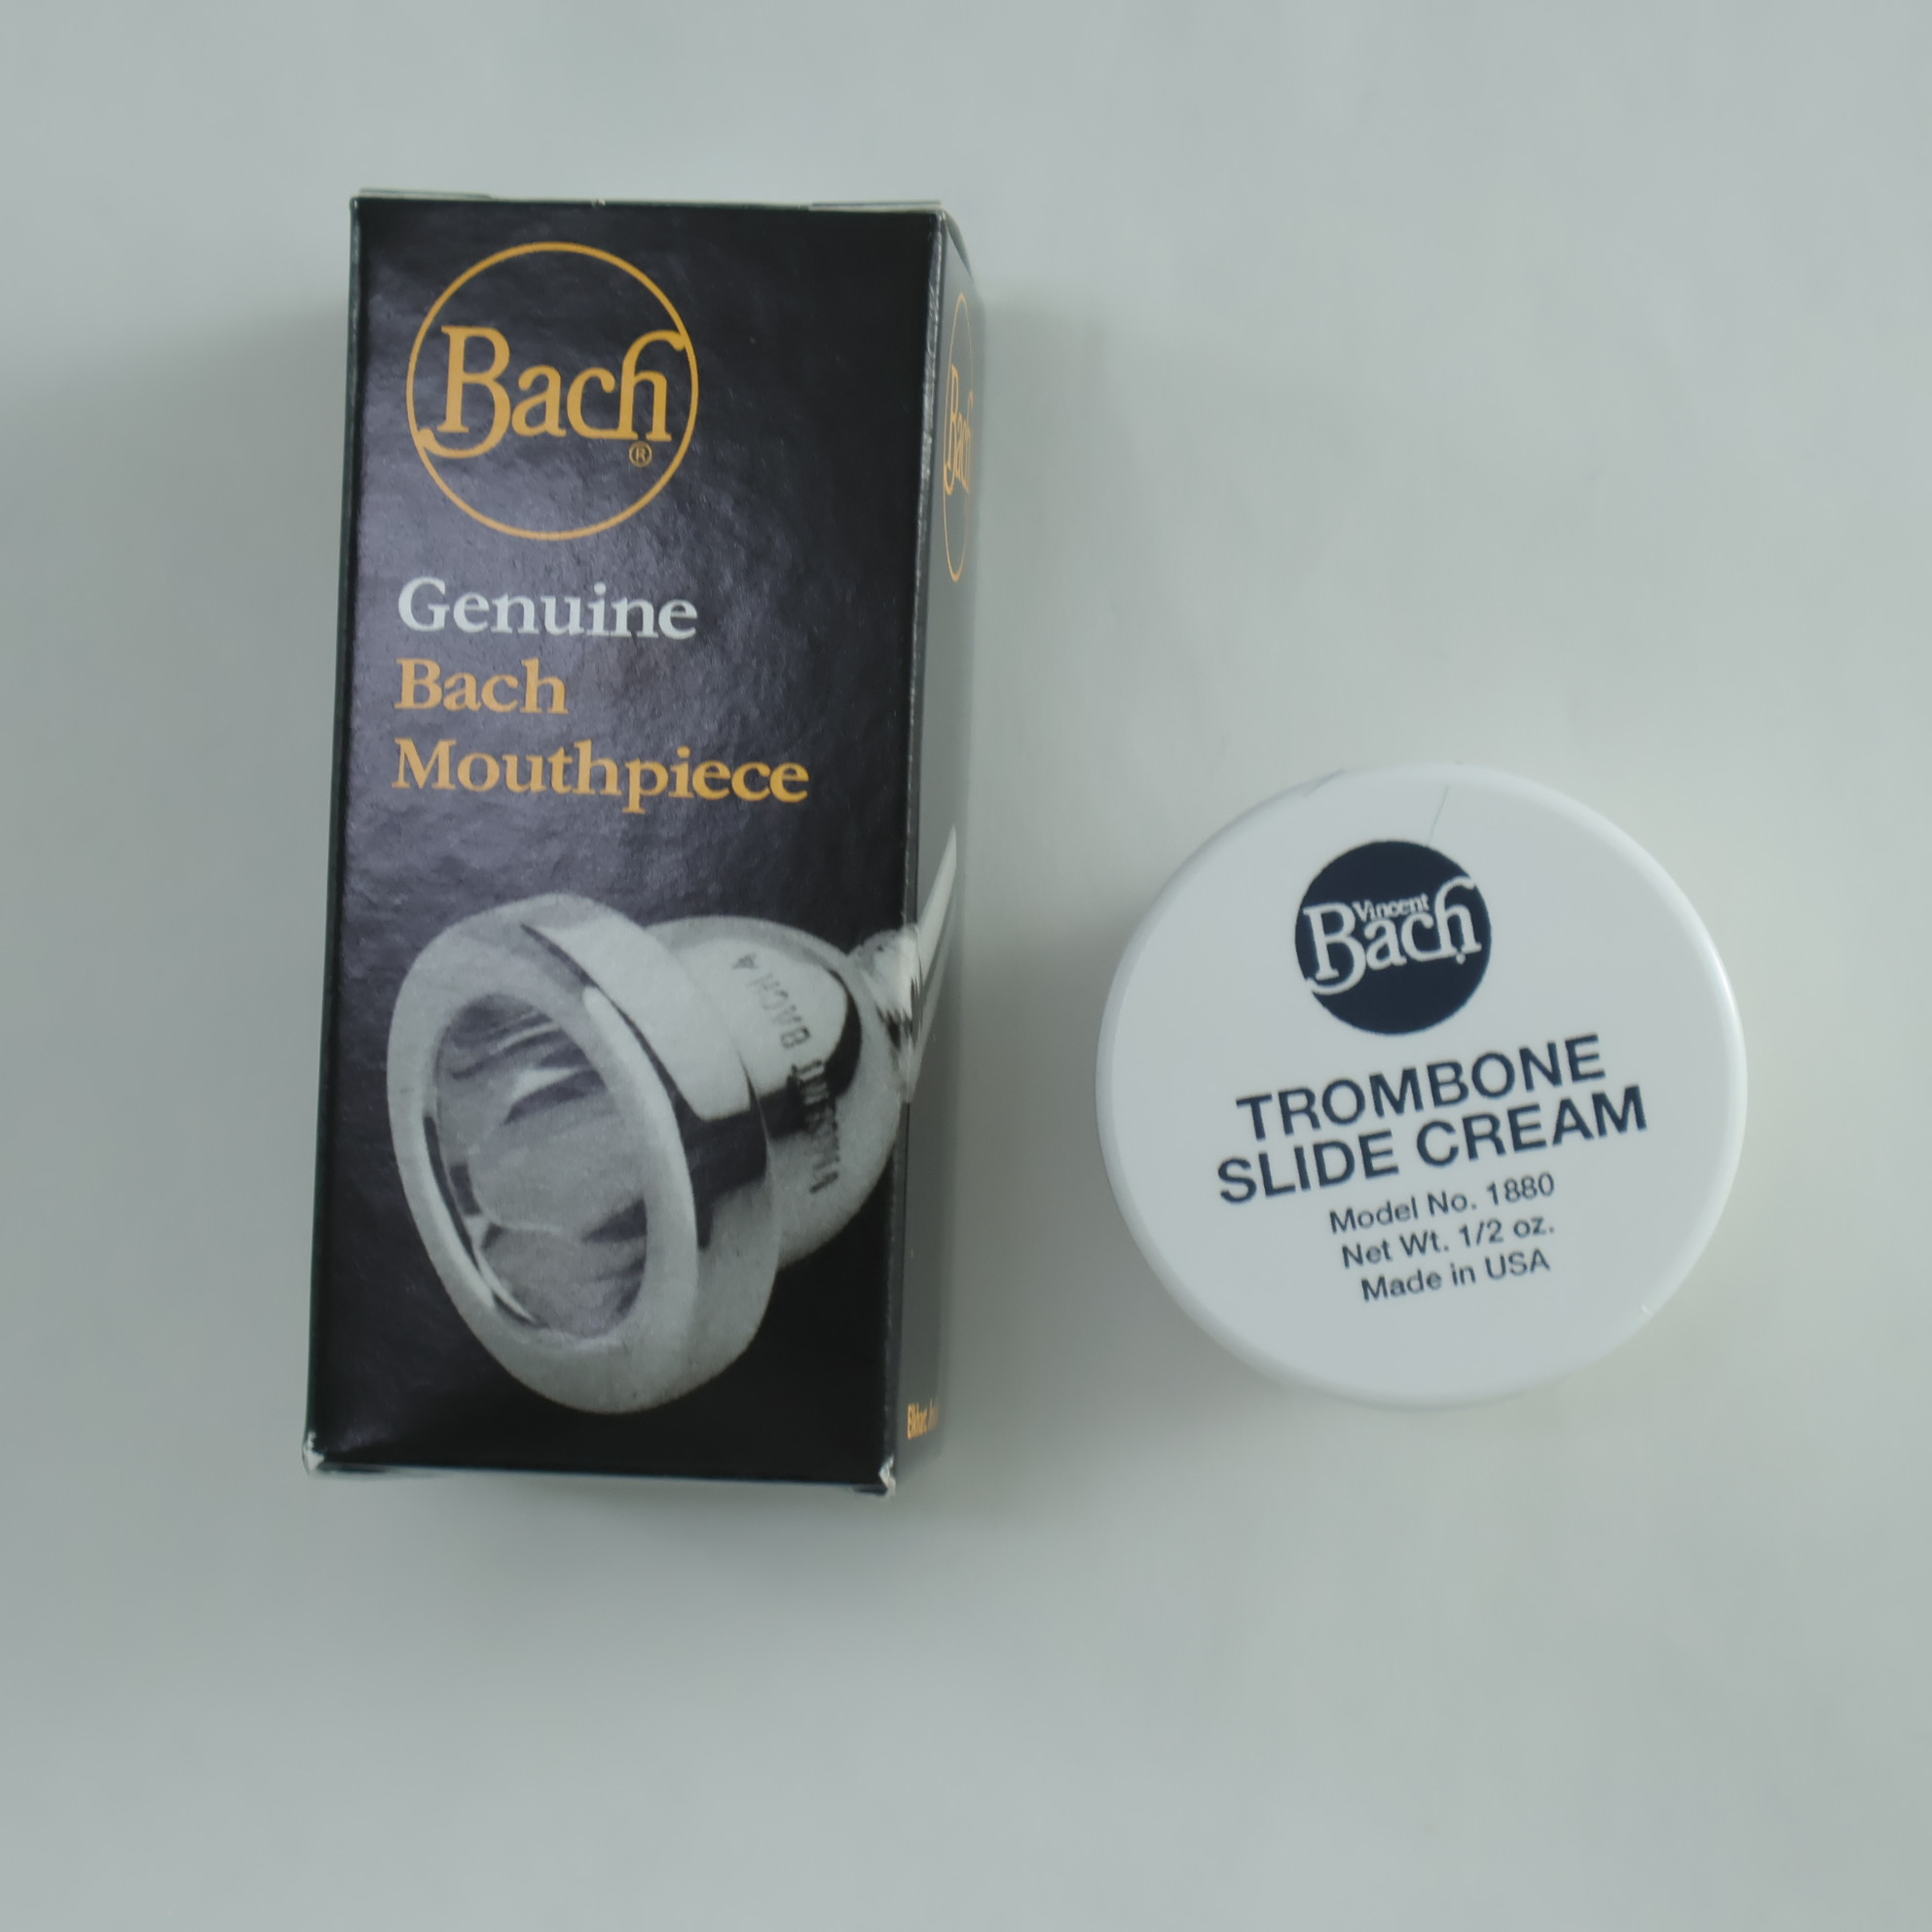 Bach
®
Genuine
Bach
Mouthpiece
VINCENT BACH 4
Bach
Vincent
Bach
TROMBONE
SLIDE CREAM
Model No. 1880
Net Wt. 1/2 oz.
Made in USA